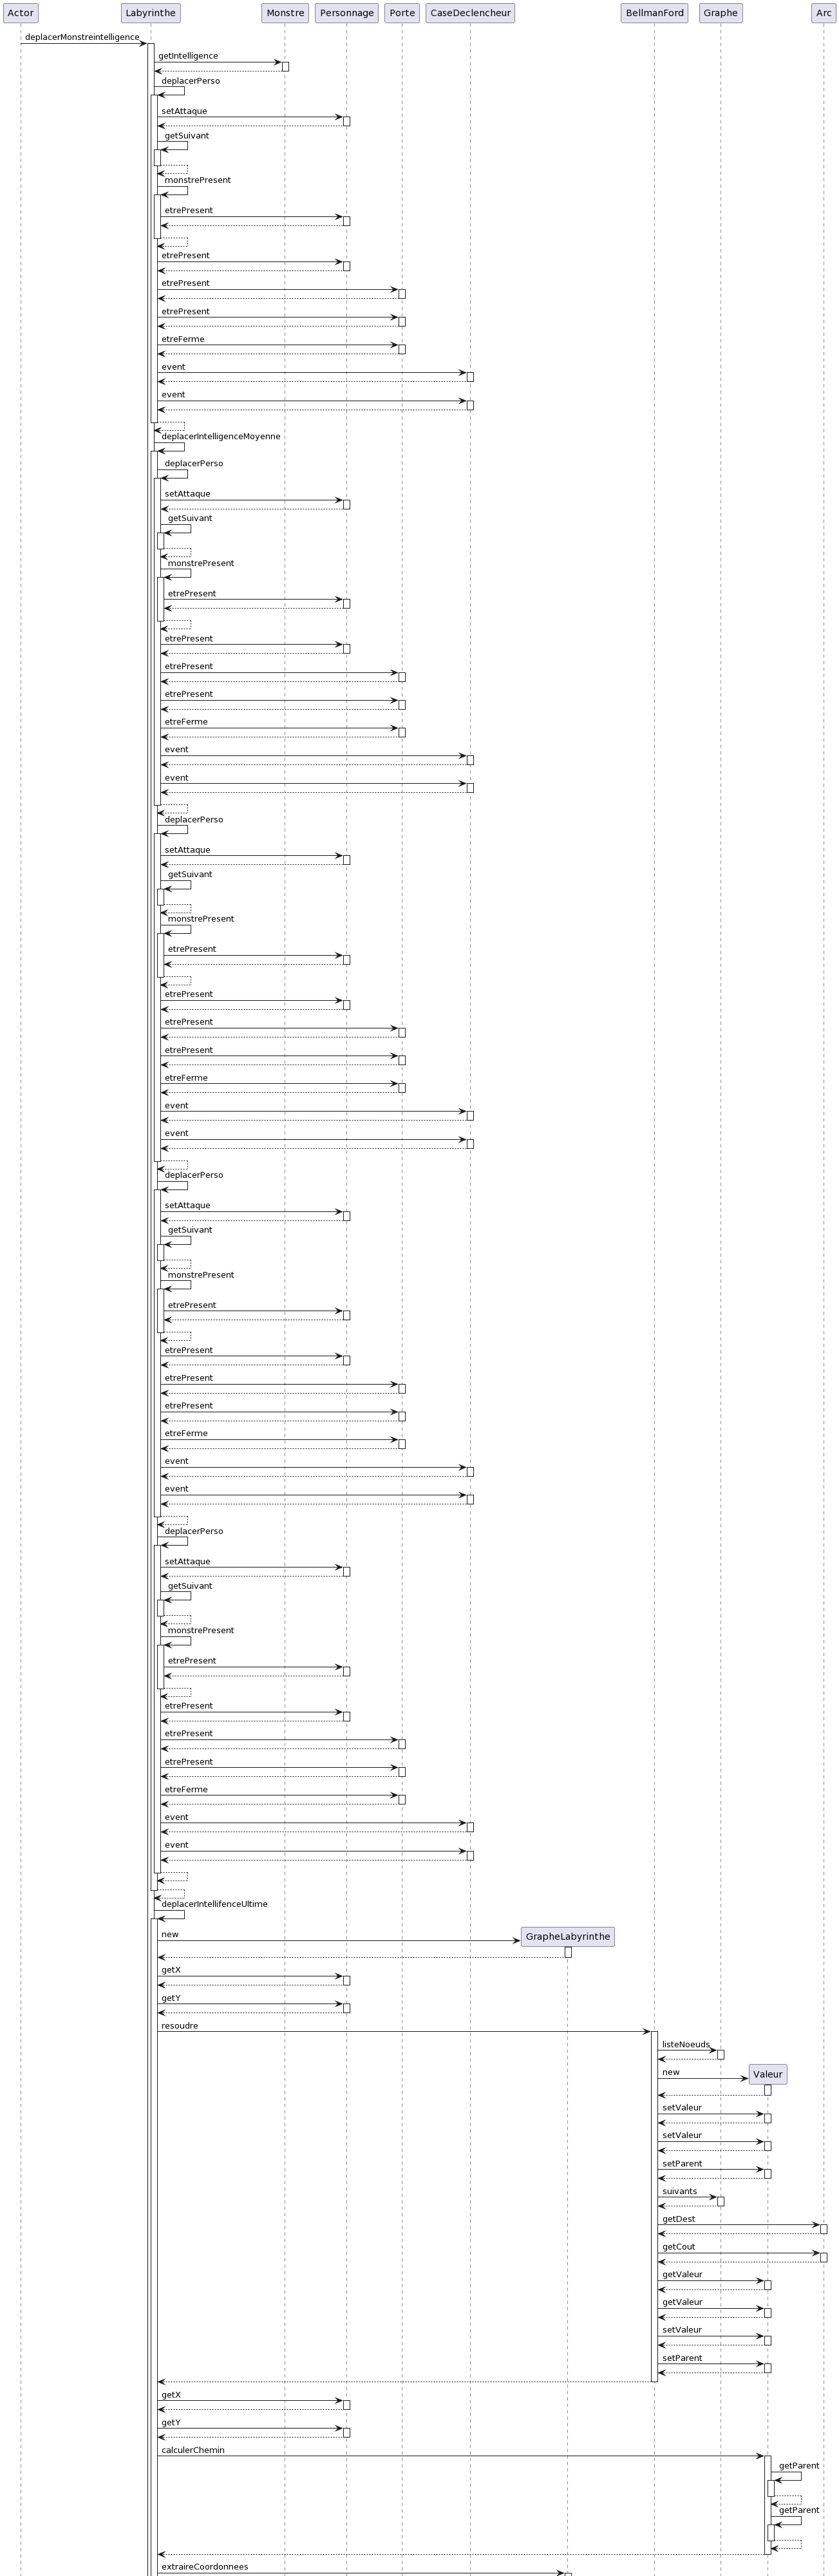 Actor Labyrinthe Monstre Personnage Porte CaseDeclencheur BellmanFord Graphe Arc
deplacerMonstreintelligence
getIntelligence
deplacerPerso
setAttaque
getSuivant
monstrePresent
etrePresent
etrePresent
etrePresent
etrePresent
etreFerme
event
event
deplacerIntelligenceMoyenne
deplacerPerso
setAttaque
getSuivant
monstrePresent
etrePresent
etrePresent
etrePresent
etrePresent
etreFerme
event
event
deplacerPerso
setAttaque
getSuivant
monstrePresent
etrePresent
etrePresent
etrePresent
etrePresent
etreFerme
event
event
deplacerPerso
setAttaque
getSuivant
monstrePresent
etrePresent
etrePresent
etrePresent
etrePresent
etreFerme
event
event
deplacerPerso
setAttaque
getSuivant
monstrePresent
etrePresent
etrePresent
etrePresent
etrePresent
etreFerme
event
event
deplacerIntellifenceUltime
new GrapheLabyrinthe
getX
getY
resoudre
listeNoeuds
new Valeur
setValeur
setValeur
setParent
suivants
getDest
getCout
getValeur
getValeur
setValeur
setParent
getX
getY
calculerChemin
getParent
getParent
extraireCoordonnees